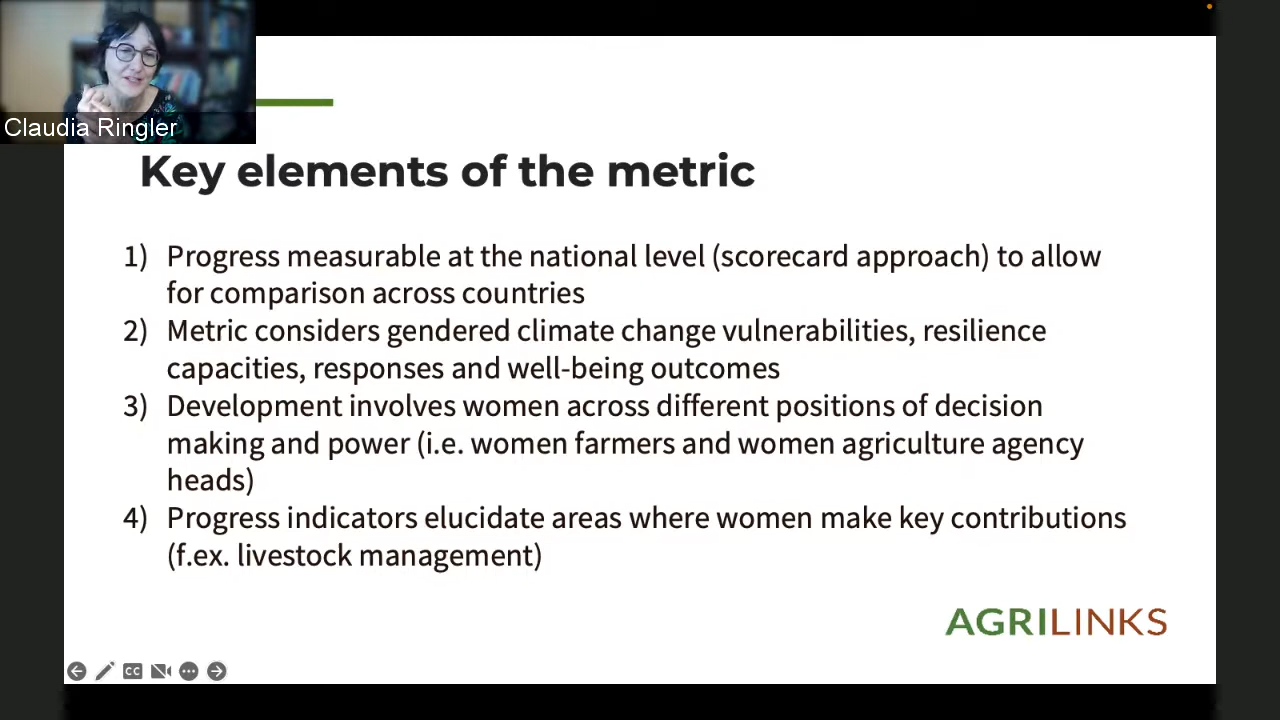 Claudia Ringler
Key elements of the metric
1) Progress measurable at the national level (scorecard approach) to allow
for comparison across countries
2) Metric considers gendered climate change vulnerabilities, resilience
capacities, responses and well-being outcomes
3) Development involves women across different positions of decision
making and power (i.e. women farmers and women agriculture agency
heads)
4) Progress indicators elucidate areas where women make key contributions
(f.ex. livestock management)
AGRILINKS
CC